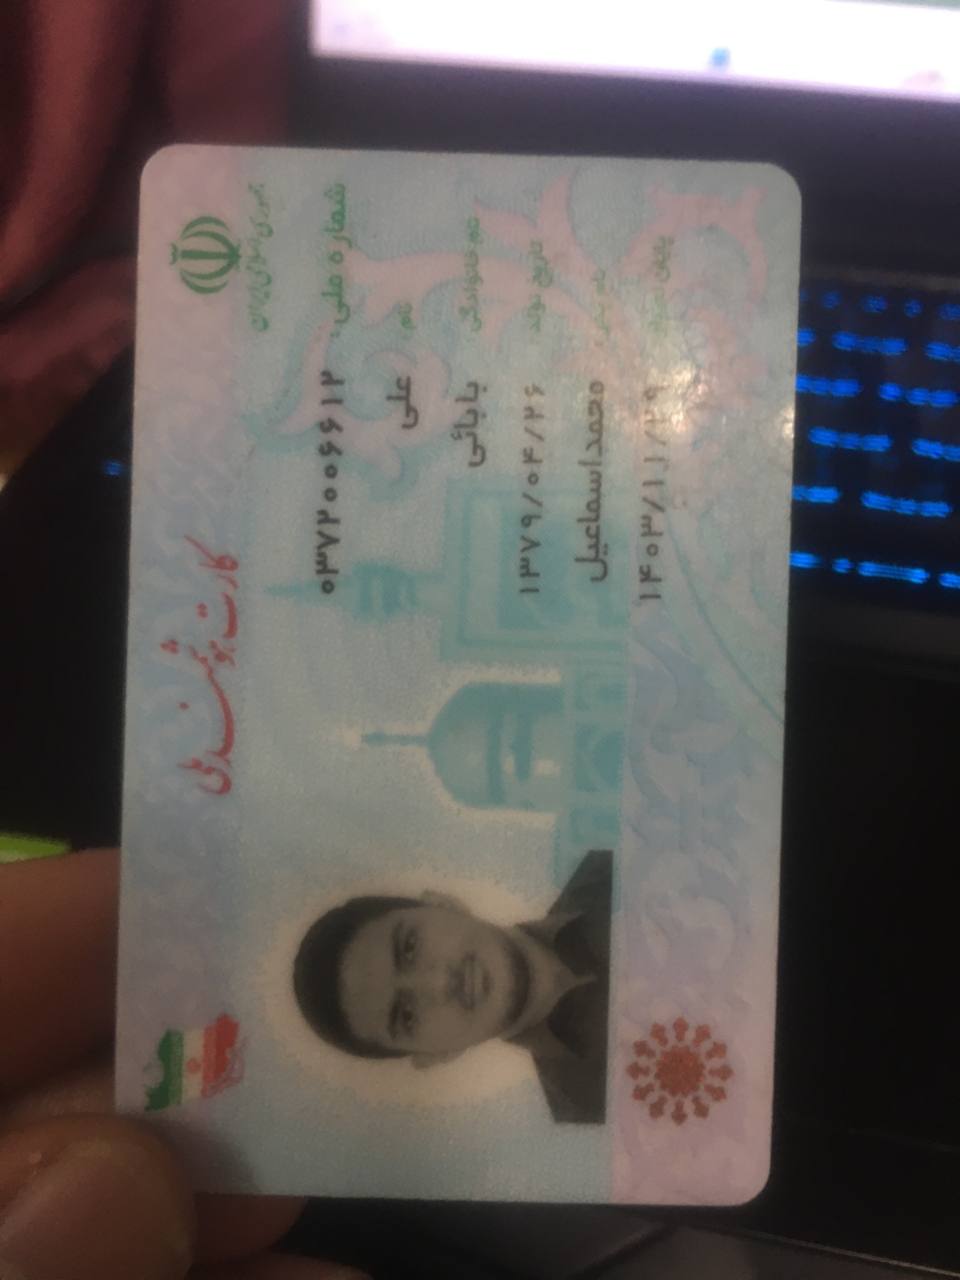 جمهوری اسلامی ایران
کارت هوشمند ملی
شماره ملی: ۰۳۷۲۰۰۶۶۱۲
نام: علی
نام خانوادگی: بابائی
تاریخ تولد: ۱۳۷۹/۰۴/۲۶
نام پدر: محمداسماعیل
پایان اعتبار: ۱۴۰۳/۱۱/۲۹